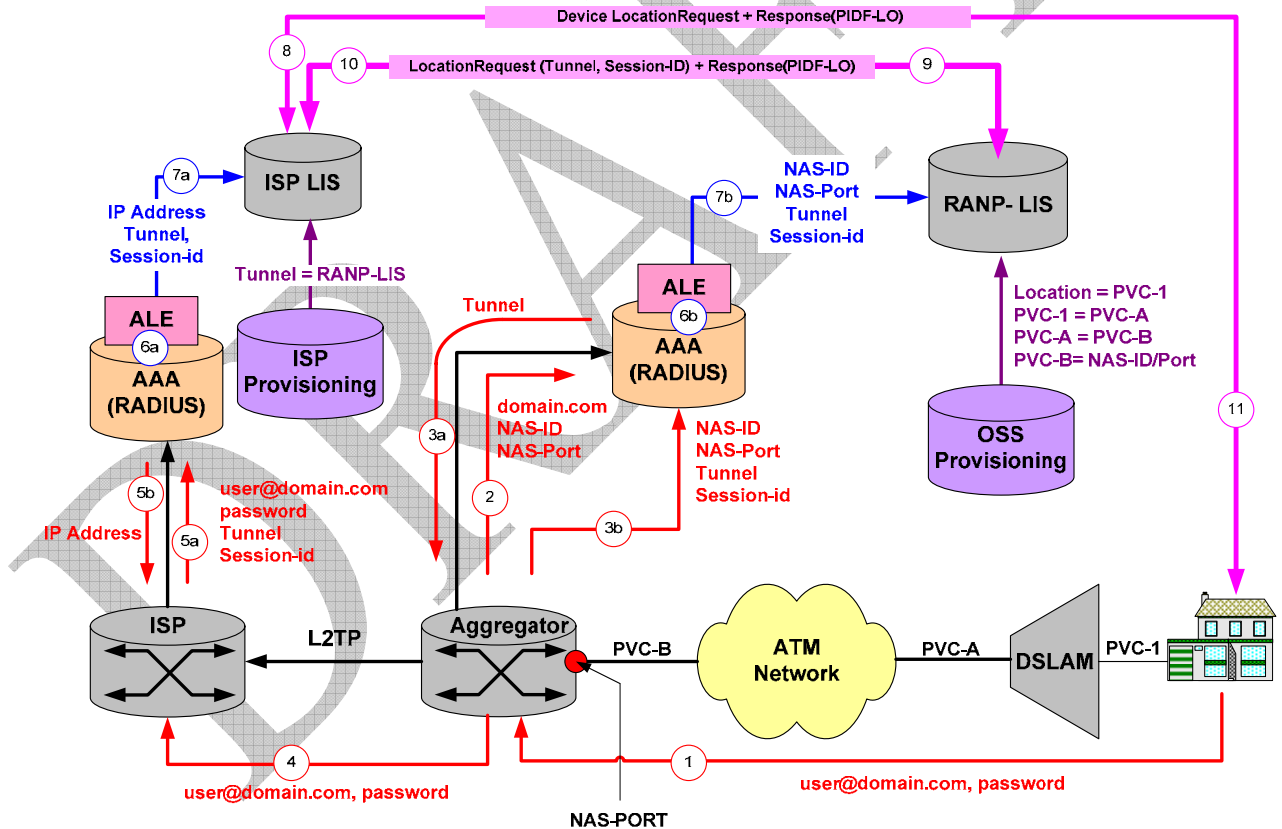 Device LocationRequest + Response(PIDF-LO)
8
10
LocationRequest (Tunnel, Session-ID) + Response(PIDF-LO)
9
ISP LIS
7a
IP Address
Tunnel,
Session-id
NAS-ID
NAS-Port
Tunnel
Session-id
7b
RANP- LIS
Tunnel = RANP-LIS
ALE
6a
AAA
(RADIUS)
ISP
Provisioning
Tunnel
ALE
6b
AAA
(RADIUS)
Location = PVC-1
PVC-1 = PVC-A
PVC-A = PVC-B
PVC-B= NAS-ID/Port
OSS
Provisioning
11
3a
domain.com
NAS-ID
NAS-Port
2
NAS-ID
NAS-Port
Tunnel
Session-id
3b
5b
IP Address
5a
user@domain.com
password
Tunnel
Session-id
ISP
L2TP
Aggregator
PVC-B
ATM
Network
PVC-A
DSLAM
PVC-1
4
user@domain.com, password
1
user@domain.com, password
NAS-PORT
DRAFT